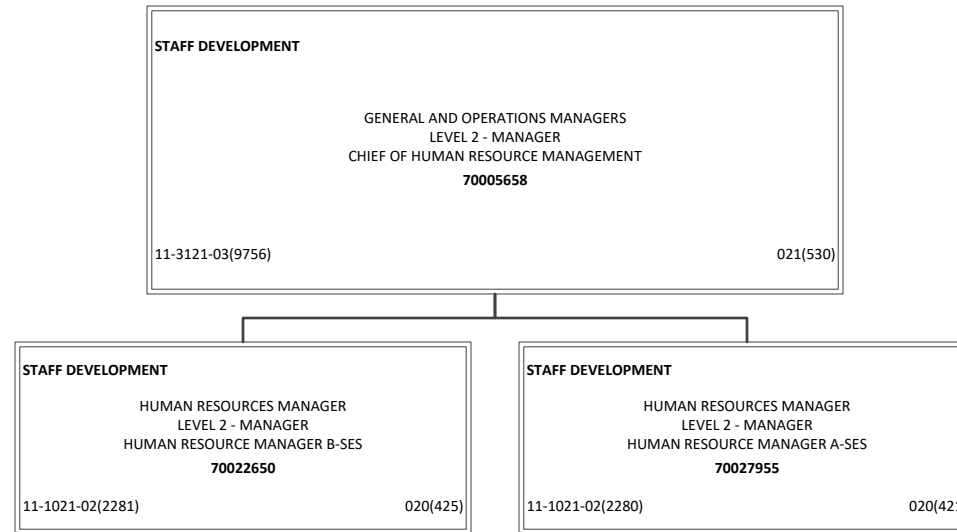 STAFF DEVELOPMENT
GENERAL AND OPERATIONS MANAGERS
LEVEL 2 - MANAGER
CHIEF OF HUMAN RESOURCE MANAGEMENT
70005658
11-3121-03(9756) 021(530)
STAFF DEVELOPMENT
HUMAN RESOURCES MANAGER
LEVEL 2 - MANAGER
HUMAN RESOURCE MANAGER B-SES
70022650
11-1021-02(2281) 020(425)
STAFF DEVELOPMENT
HUMAN RESOURCES MANAGER
LEVEL 2 - MANAGER
HUMAN RESOURCE MANAGER A-SES
70027955
11-1021-02(2280) 020(421